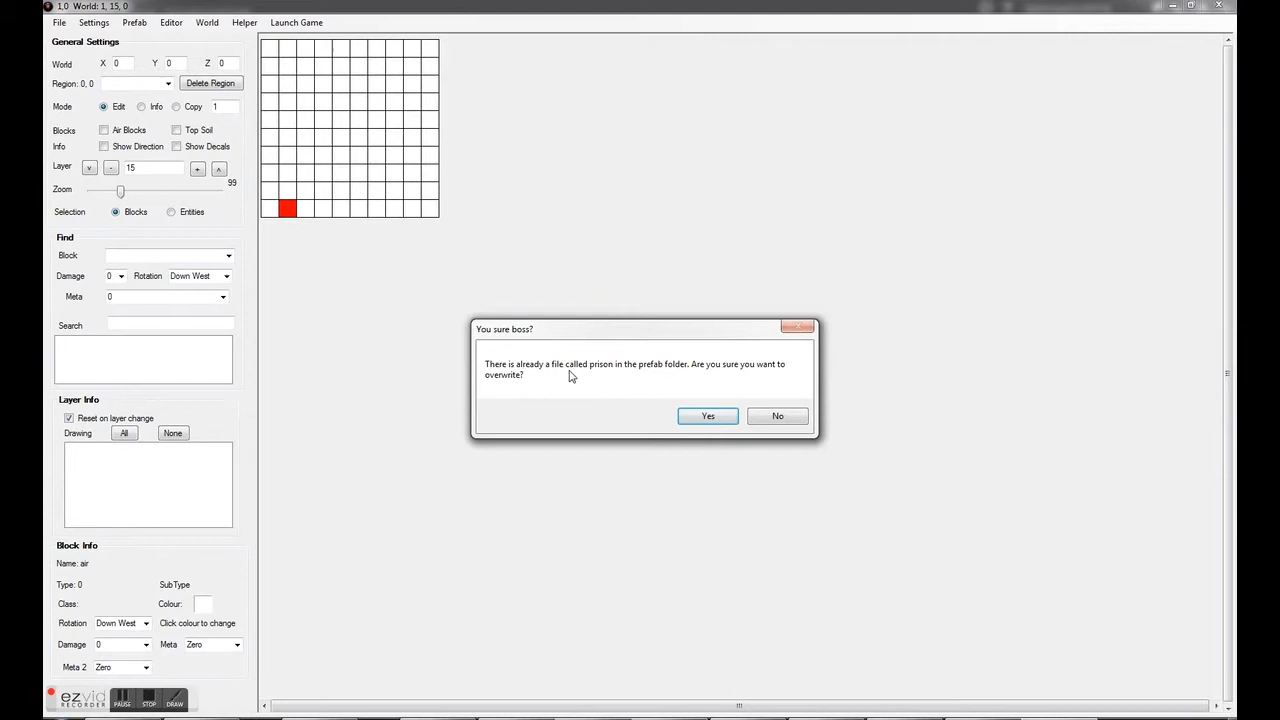 1,0 World: 1, 15, 0
File Settings Prefab Editor World Helper Launch Game
General Settings
World X 0 Y 0 Z 0
Region: 0, 0 Delete Region
Mode Edit Info Copy 1
Blocks Air Blocks Top Soil
Info Show Direction Show Decals
Layer v - 15 + ^
Zoom 99
Selection Blocks Entities
Find
Block
Damage 0 Rotation Down West
Meta 0
Search
Layer Info
Reset on layer change
Drawing All None
Block Info
Name: air
Type: 0 SubType
Class: Colour:
Rotation Down West Click colour to change
Damage 0 Meta Zero
Meta 2 Zero
You sure boss?
There is already a file called prison in the prefab folder. Are you sure you want to
overwrite?
Yes No
ezvid
RECORDER PAUSE STOP DRAW